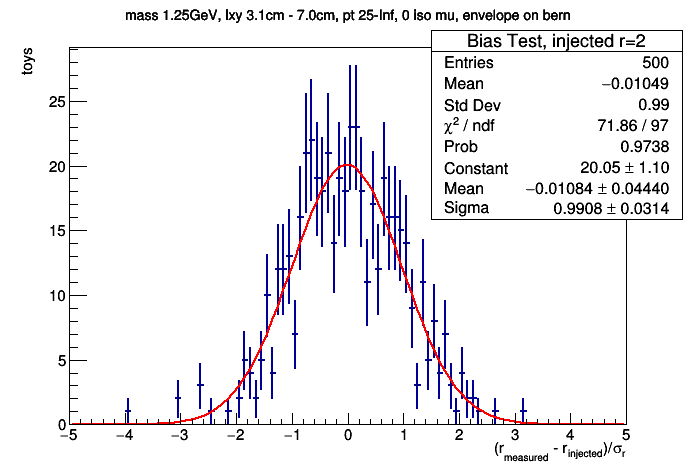 mass 1.25GeV, lxy 3.1cm - 7.0cm, pt 25-Inf, 0 Iso mu, envelope on bern
Bias Test, injected r=2
Entries 500
Mean −0.01049
Std Dev 0.99
χ² / ndf 71.86 / 97
Prob 0.9738
Constant 20.05 ± 1.10
Mean −0.01084 ± 0.04440
Sigma 0.9908 ± 0.0314
toys
25
20
15
10
5
0
−5 −4 −3 −2 −1 0 1 2 3 4 5
(r_measured - r_injected)/σ_r